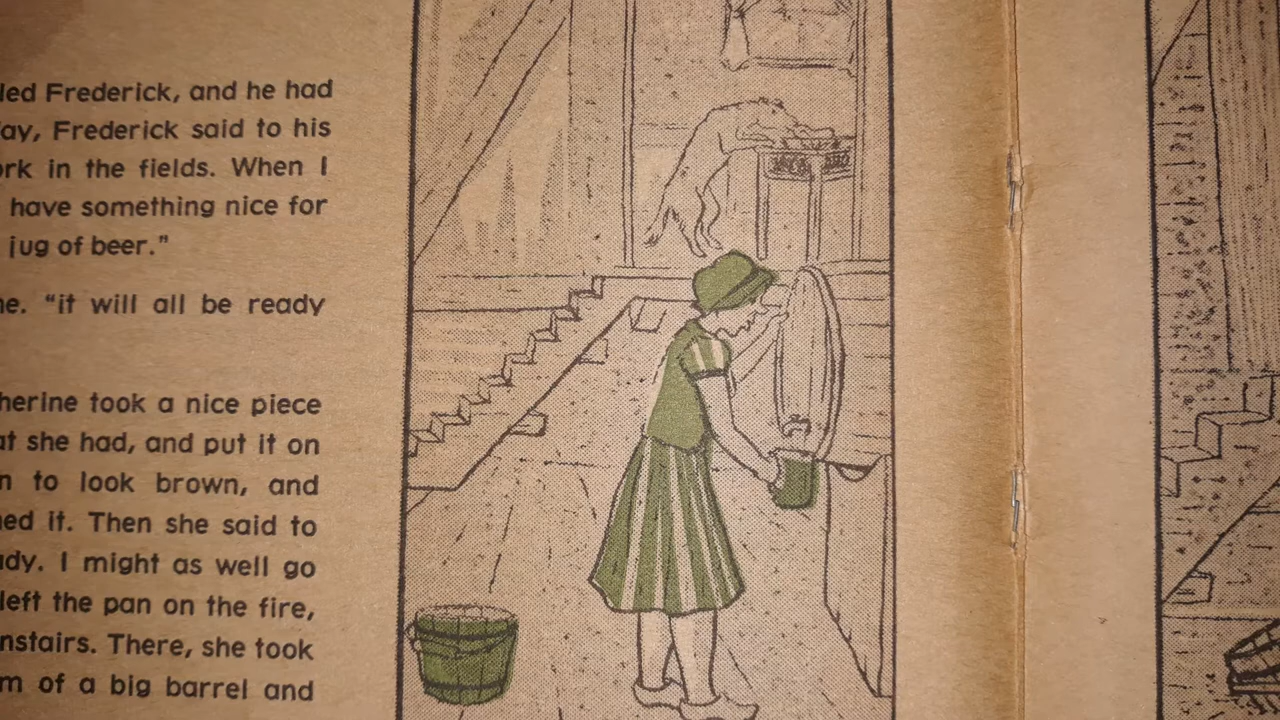 led Frederick, and he had
ay, Frederick said to his
ork in the fields. When I
have something nice for
jug of beer."
ne. "it will all be ready
herine took a nice piece
at she had, and put it on
n to look brown, and
ned it. Then she said to
ady. I might as well go
left the pan on the fire,
nstairs. There, she took
m of a big barrel and